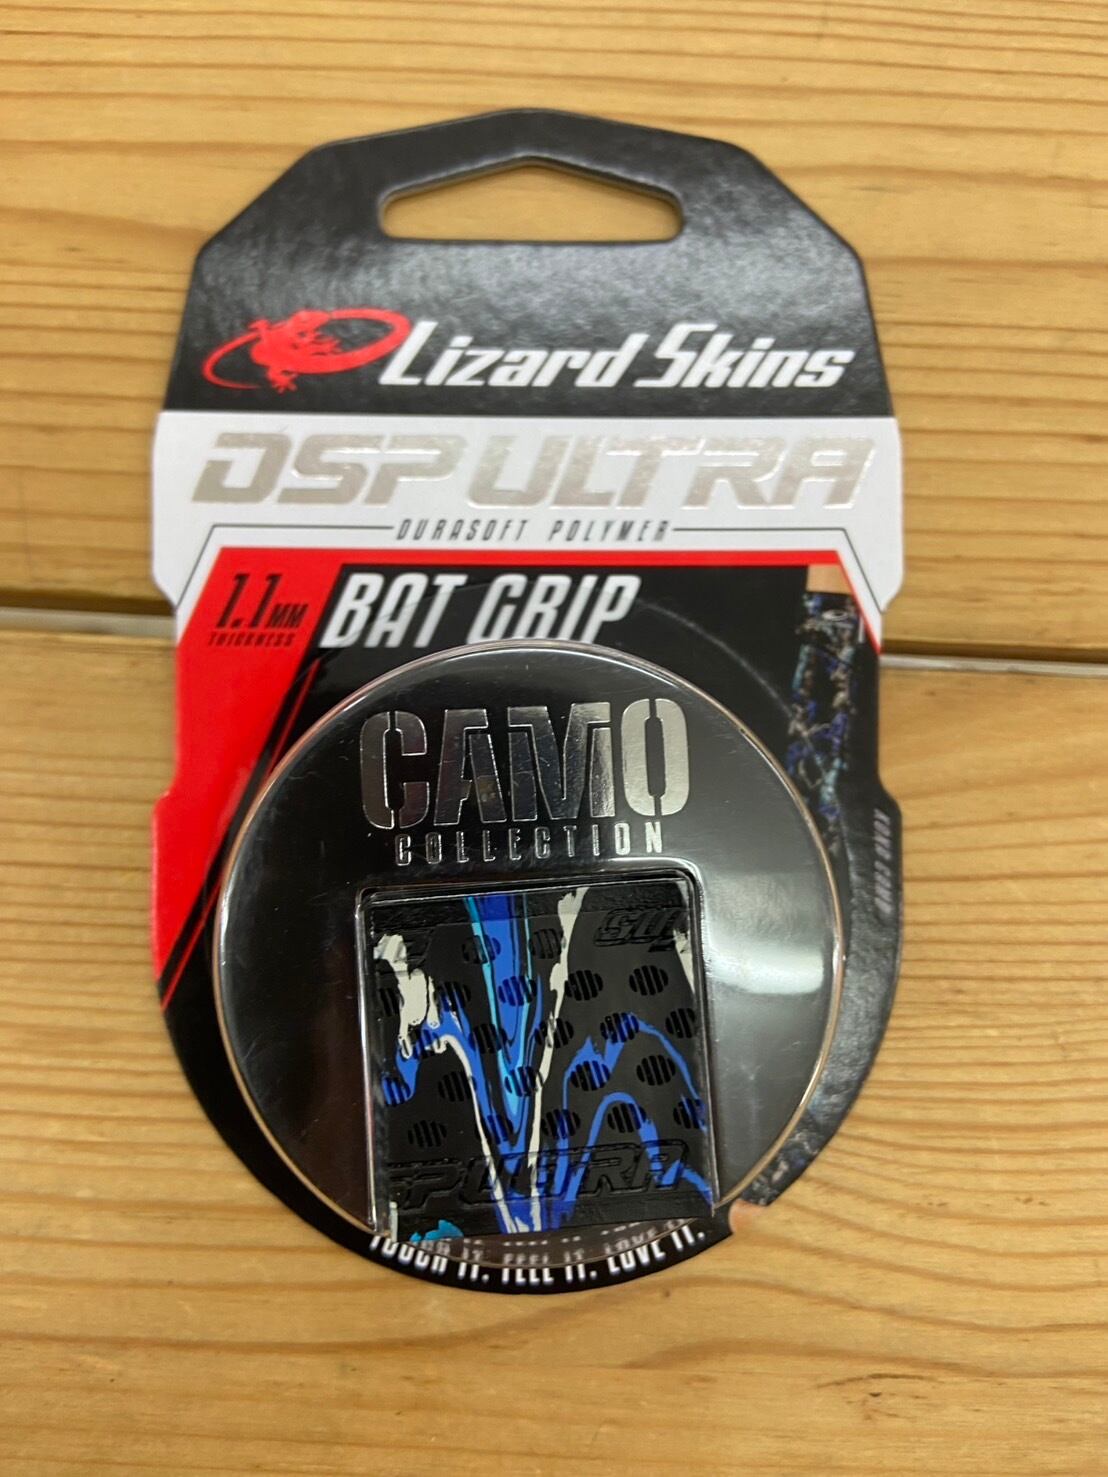 Lizard Skins
DSP ULTRA
DURASOFT POLYMER
1.1MM
THICKNESS
BAT GRIP
CAMO
COLLECTION
ULTRA
TOUCH IT. FEEL IT. LOVE IT.